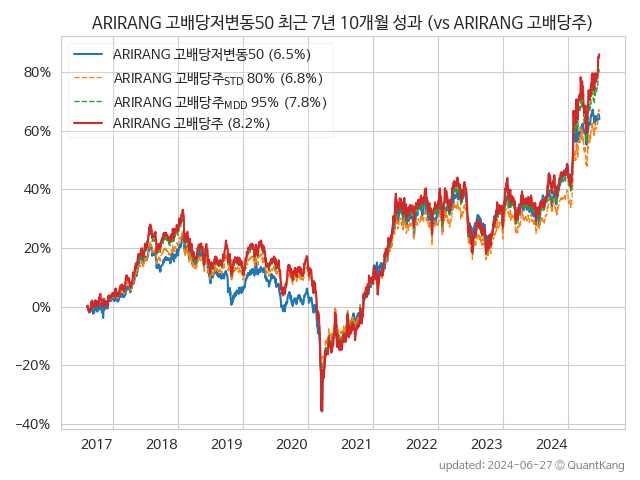 ARIRANG 고배당저변동50 최근 7년 10개월 성과 (vs ARIRANG 고배당주)
ARIRANG 고배당저변동50 (6.5%)
ARIRANG 고배당주STD 80% (6.8%)
ARIRANG 고배당주MDD 95% (7.8%)
ARIRANG 고배당주 (8.2%)
80%
60%
40%
20%
0%
−20%
−40%
2017 2018 2019 2020 2021 2022 2023 2024
updated: 2024-06-27 © QuantKang